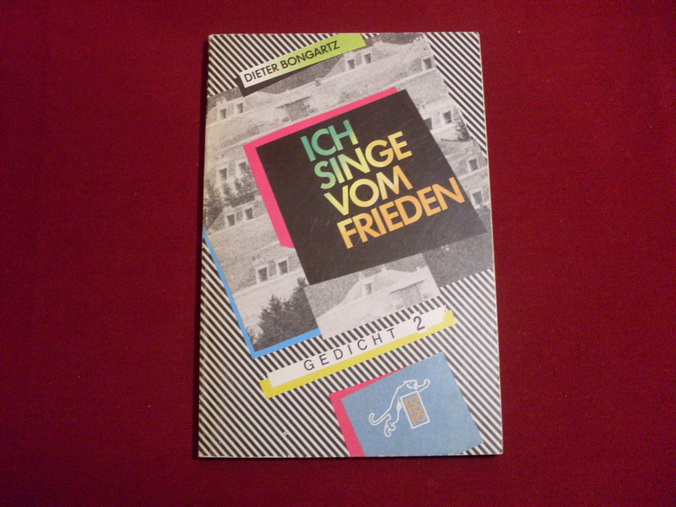 DIETER BONGARTZ
ICH
SINGE
VOM
FRIEDEN
GEDICHT 2